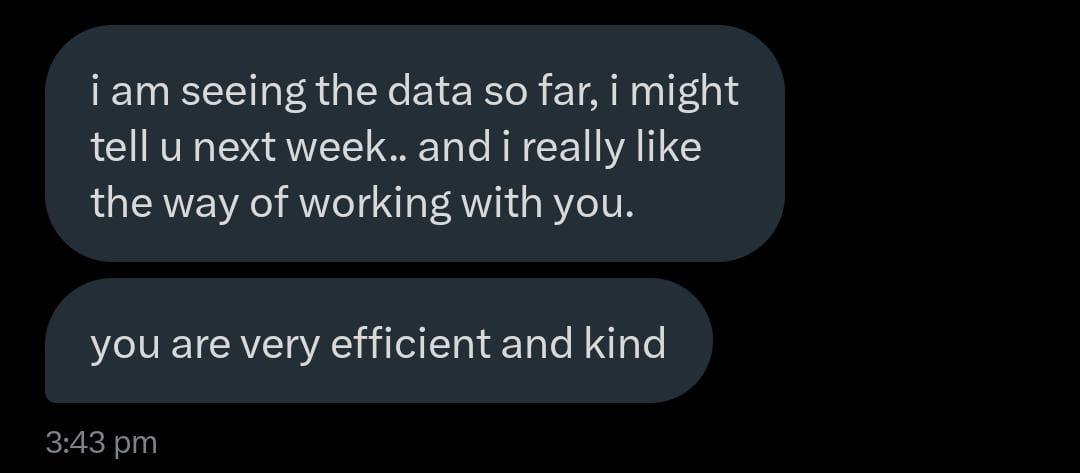 i am seeing the data so far, i might
tell u next week.. and i really like
the way of working with you.
you are very efficient and kind
3:43 pm